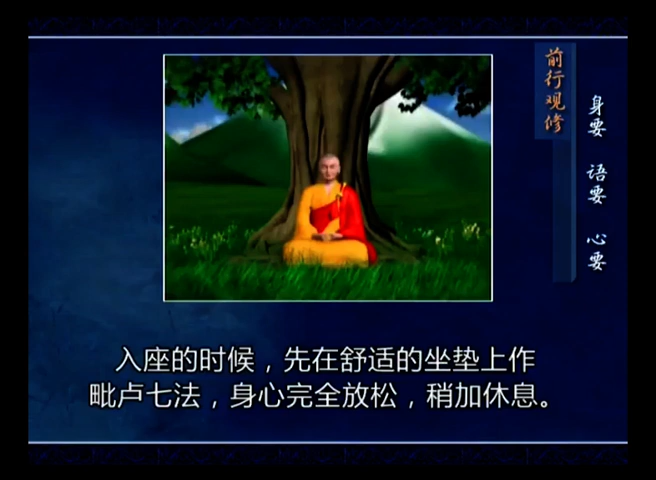 前行观修
身要 语要 心要
入座的时候，先在舒适的坐垫上作
毗卢七法，身心完全放松，稍加休息。